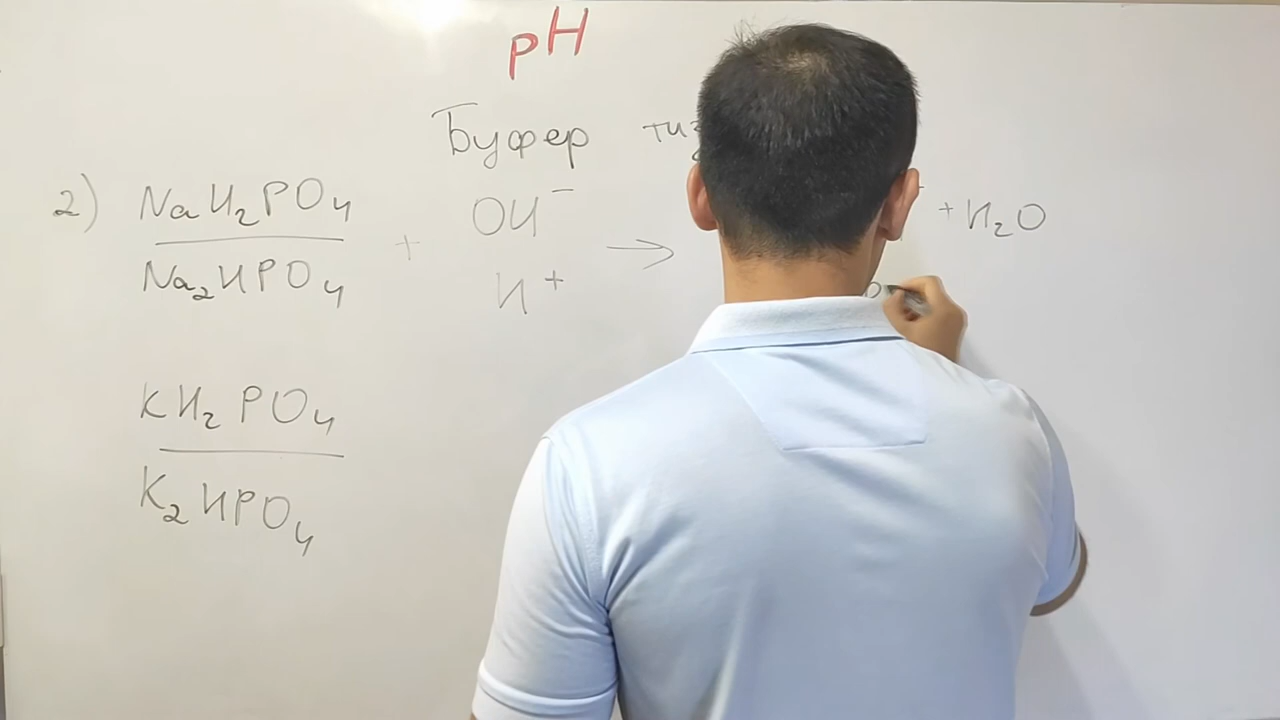 pH
Буфер
2) NaH₂PO₄ + OH⁻ → + H₂O
Na₂HPO₄ H⁺
KH₂PO₄
K₂HPO₄